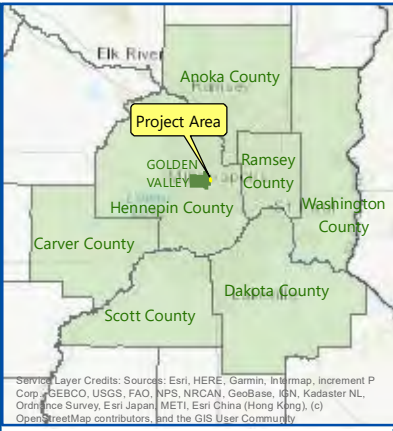 Elk River
Anoka County
Ramsey
Project Area
GOLDEN
VALLEY
Ramsey
County
Hennepin County
Washington
County
Carver County
Dakota County
Scott County
Service Layer Credits: Sources: Esri, HERE, Garmin, Intermap, increment P
Corp., GEBCO, USGS, FAO, NPS, NRCAN, GeoBase, IGN, Kadaster NL,
Ordnance Survey, Esri Japan, METI, Esri China (Hong Kong), (c)
OpenStreetMap contributors, and the GIS User Community